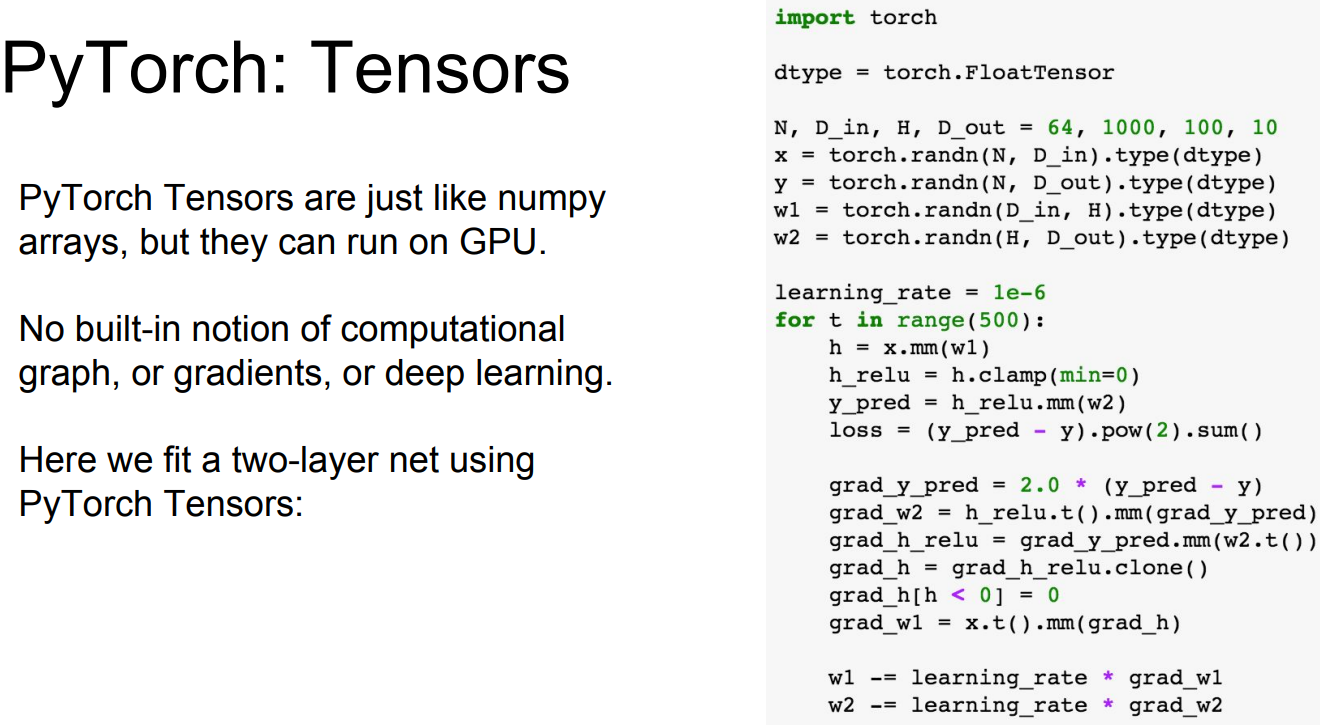 PyTorch: Tensors
PyTorch Tensors are just like numpy
arrays, but they can run on GPU.
No built-in notion of computational
graph, or gradients, or deep learning.
Here we fit a two-layer net using
PyTorch Tensors:
import torch
dtype = torch.FloatTensor
N, D_in, H, D_out = 64, 1000, 100, 10
x = torch.randn(N, D_in).type(dtype)
y = torch.randn(N, D_out).type(dtype)
w1 = torch.randn(D_in, H).type(dtype)
w2 = torch.randn(H, D_out).type(dtype)
learning_rate = 1e-6
for t in range(500):
    h = x.mm(w1)
    h_relu = h.clamp(min=0)
    y_pred = h_relu.mm(w2)
    loss = (y_pred - y).pow(2).sum()
    grad_y_pred = 2.0 * (y_pred - y)
    grad_w2 = h_relu.t().mm(grad_y_pred)
    grad_h_relu = grad_y_pred.mm(w2.t())
    grad_h = grad_h_relu.clone()
    grad_h[h < 0] = 0
    grad_w1 = x.t().mm(grad_h)
    w1 -= learning_rate * grad_w1
    w2 -= learning_rate * grad_w2